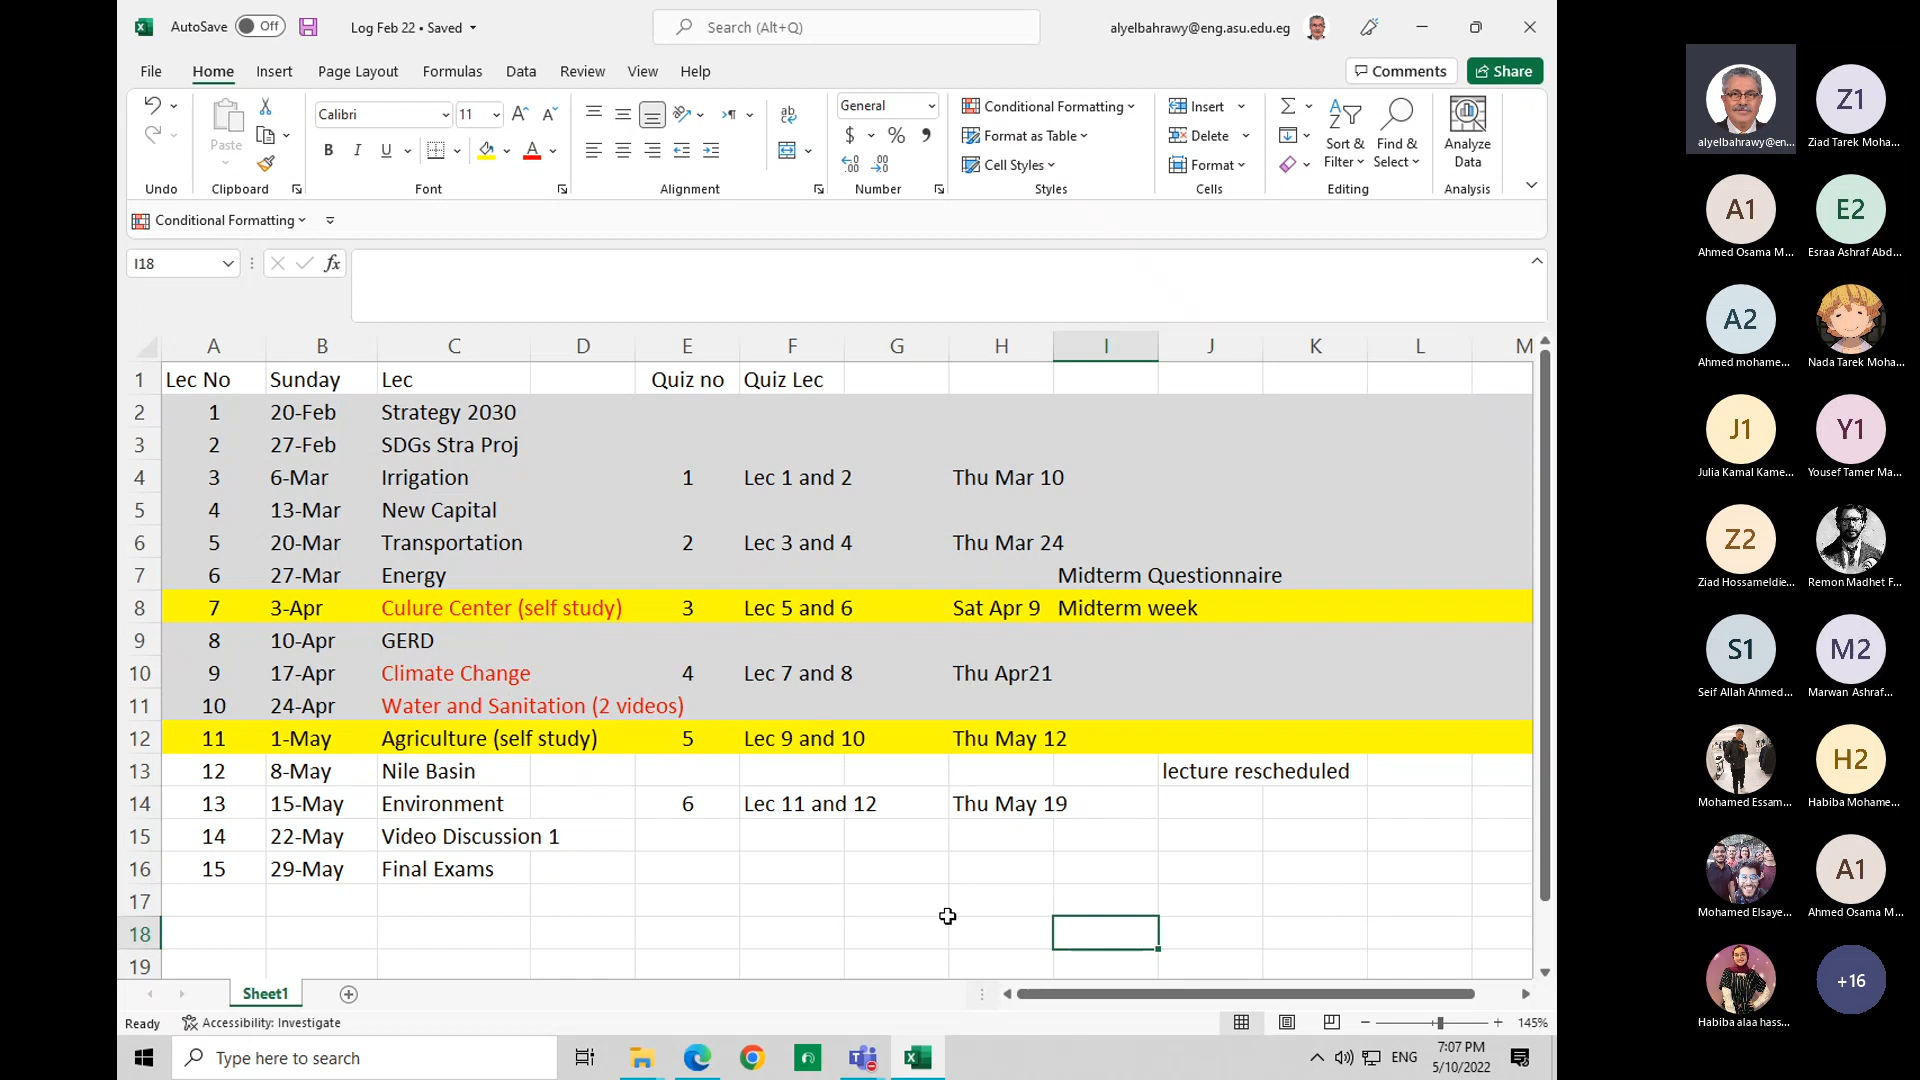 AutoSave Off Log Feb 22 • Saved Search (Alt+Q) alyelbahrawy@eng.asu.edu.eg
File Home Insert Page Layout Formulas Data Review View Help Comments Share
Paste Calibri 11 General Conditional Formatting Insert
B I U Format as Table Delete Sort & Filter Find & Select Analyze Data
Cell Styles Format
Undo Clipboard Font Alignment Number Styles Cells Editing Analysis
Conditional Formatting
I18 fx
A B C D E F G H I J K L M
1 Lec No Sunday Lec Quiz no Quiz Lec
2 1 20-Feb Strategy 2030
3 2 27-Feb SDGs Stra Proj
4 3 6-Mar Irrigation 1 Lec 1 and 2 Thu Mar 10
5 4 13-Mar New Capital
6 5 20-Mar Transportation 2 Lec 3 and 4 Thu Mar 24
7 6 27-Mar Energy Midterm Questionnaire
8 7 3-Apr Culure Center (self study) 3 Lec 5 and 6 Sat Apr 9 Midterm week
9 8 10-Apr GERD
10 9 17-Apr Climate Change 4 Lec 7 and 8 Thu Apr21
11 10 24-Apr Water and Sanitation (2 videos)
12 11 1-May Agriculture (self study) 5 Lec 9 and 10 Thu May 12
13 12 8-May Nile Basin lecture rescheduled
14 13 15-May Environment 6 Lec 11 and 12 Thu May 19
15 14 22-May Video Discussion 1
16 15 29-May Final Exams
17
18
19
Sheet1
Ready Accessibility: Investigate 145%
Type here to search ENG 7:07 PM
5/10/2022
Z1
alyelbahrawy@en... Ziad Tarek Moha...
A1 E2
Ahmed Osama M... Esraa Ashraf Abd...
A2
Ahmed mohame... Nada Tarek Moha...
J1 Y1
Julia Kamal Kame... Yousef Tamer Ma...
Z2
Ziad Hossameldie... Remon Madhet F...
S1 M2
Seif Allah Ahmed... Marwan Ashraf...
H2
Mohamed Essam... Habiba Mohame...
A1
Mohamed Elsaye... Ahmed Osama M...
+16
Habiba alaa hass...